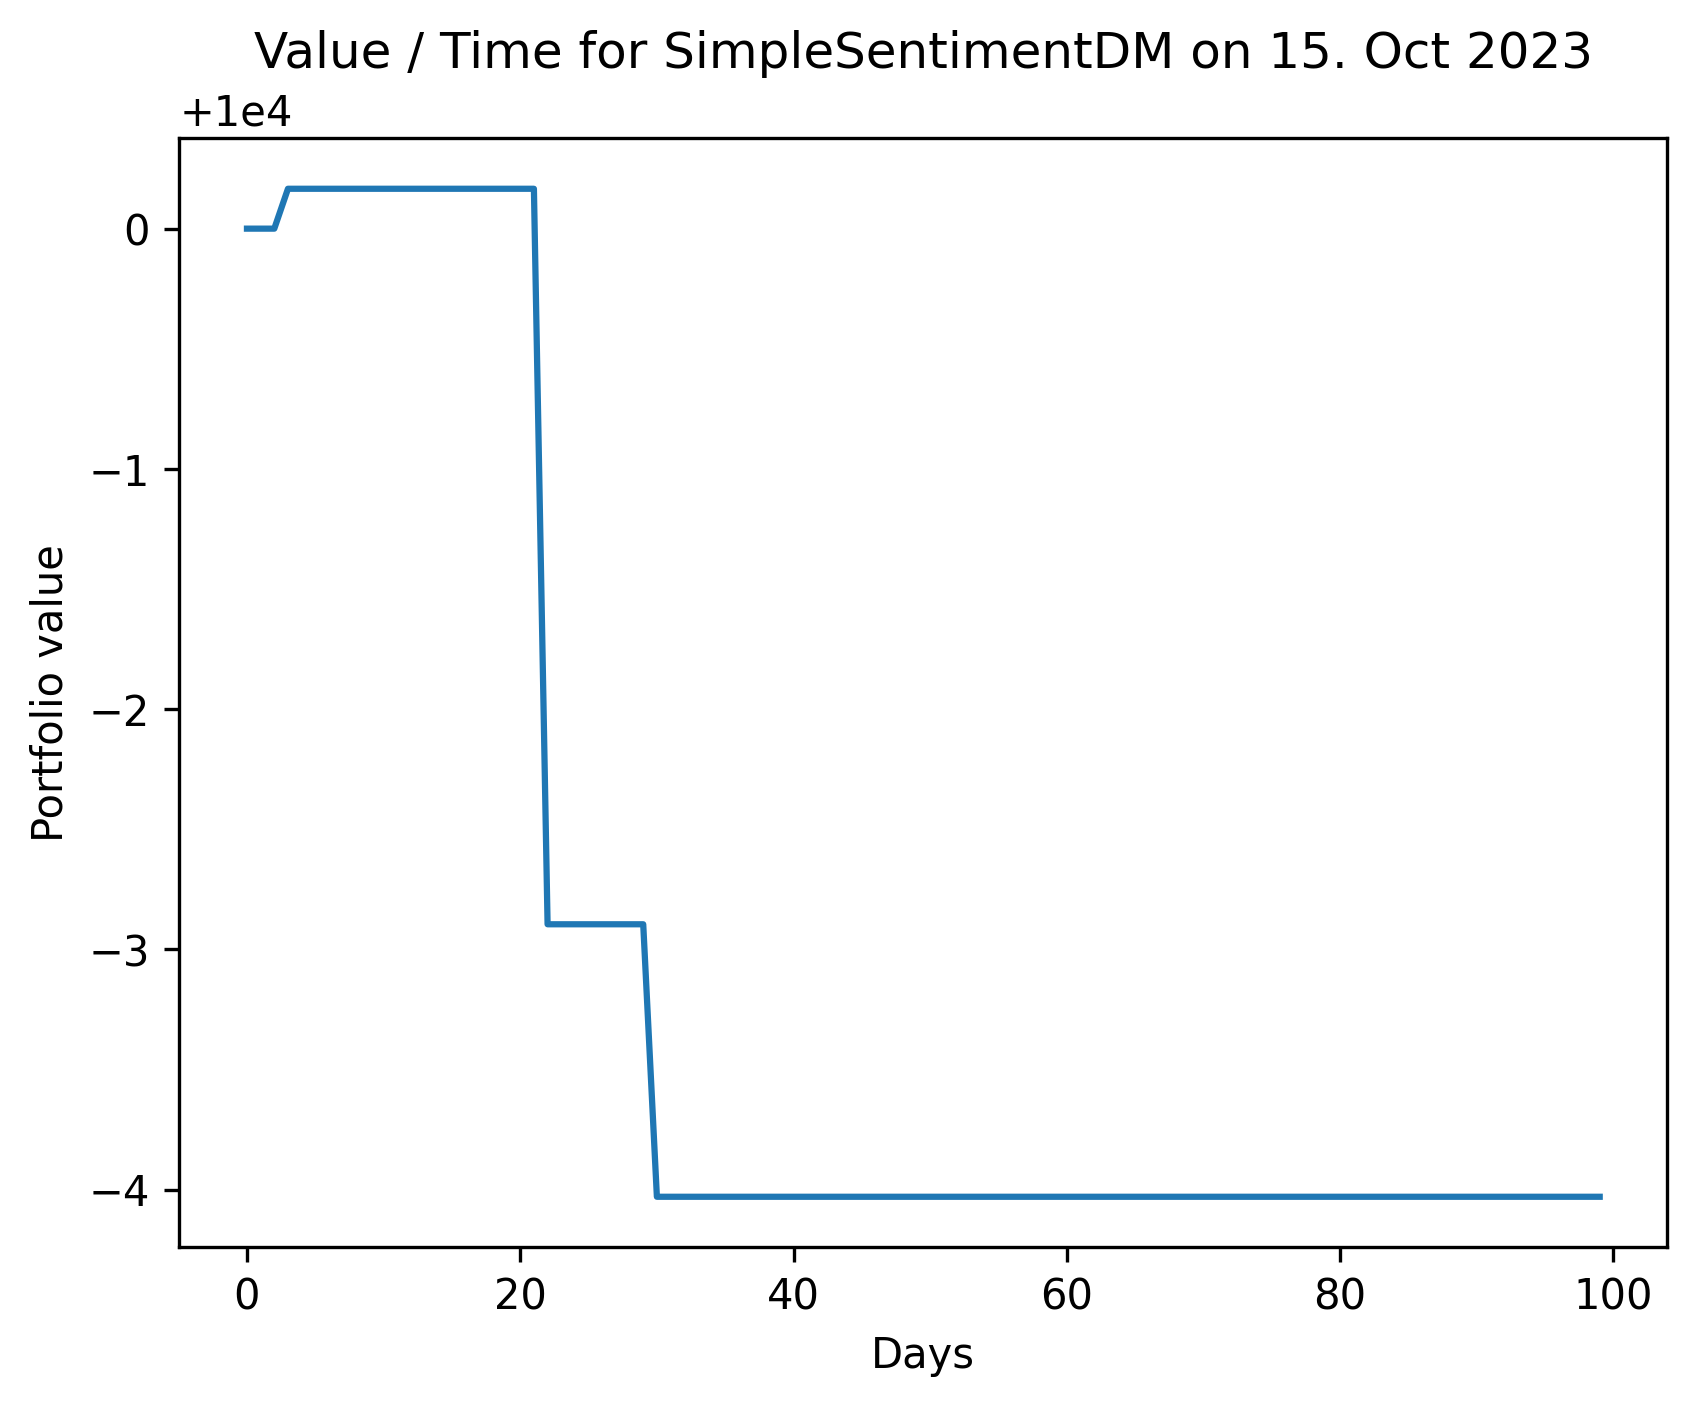 Value / Time for SimpleSentimentDM on 15. Oct 2023
+1e4
0
−1
−2
−3
−4
Portfolio value
0 20 40 60 80 100
Days